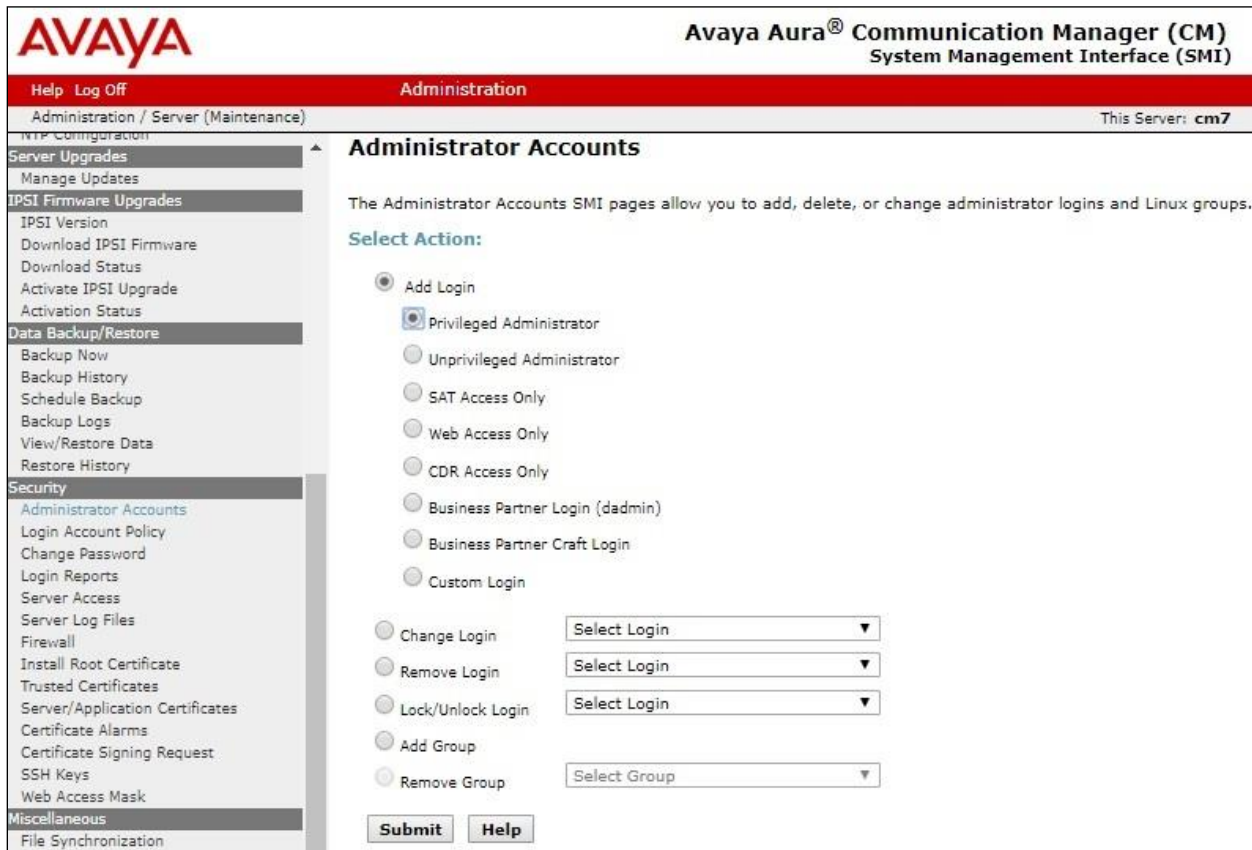 AVAYA
Avaya Aura® Communication Manager (CM)
System Management Interface (SMI)
Help Log Off
Administration
Administration / Server (Maintenance)
This Server: cm7
NTP Configuration
Server Upgrades
Manage Updates
IPSI Firmware Upgrades
IPSI Version
Download IPSI Firmware
Download Status
Activate IPSI Upgrade
Activation Status
Data Backup/Restore
Backup Now
Backup History
Schedule Backup
Backup Logs
View/Restore Data
Restore History
Security
Administrator Accounts
Login Account Policy
Change Password
Login Reports
Server Access
Server Log Files
Firewall
Install Root Certificate
Trusted Certificates
Server/Application Certificates
Certificate Alarms
Certificate Signing Request
SSH Keys
Web Access Mask
Miscellaneous
File Synchronization
Administrator Accounts
The Administrator Accounts SMI pages allow you to add, delete, or change administrator logins and Linux groups.
Select Action:
Add Login
Privileged Administrator
Unprivileged Administrator
SAT Access Only
Web Access Only
CDR Access Only
Business Partner Login (dadmin)
Business Partner Craft Login
Custom Login
Change Login Select Login
Remove Login Select Login
Lock/Unlock Login Select Login
Add Group
Remove Group Select Group
Submit Help